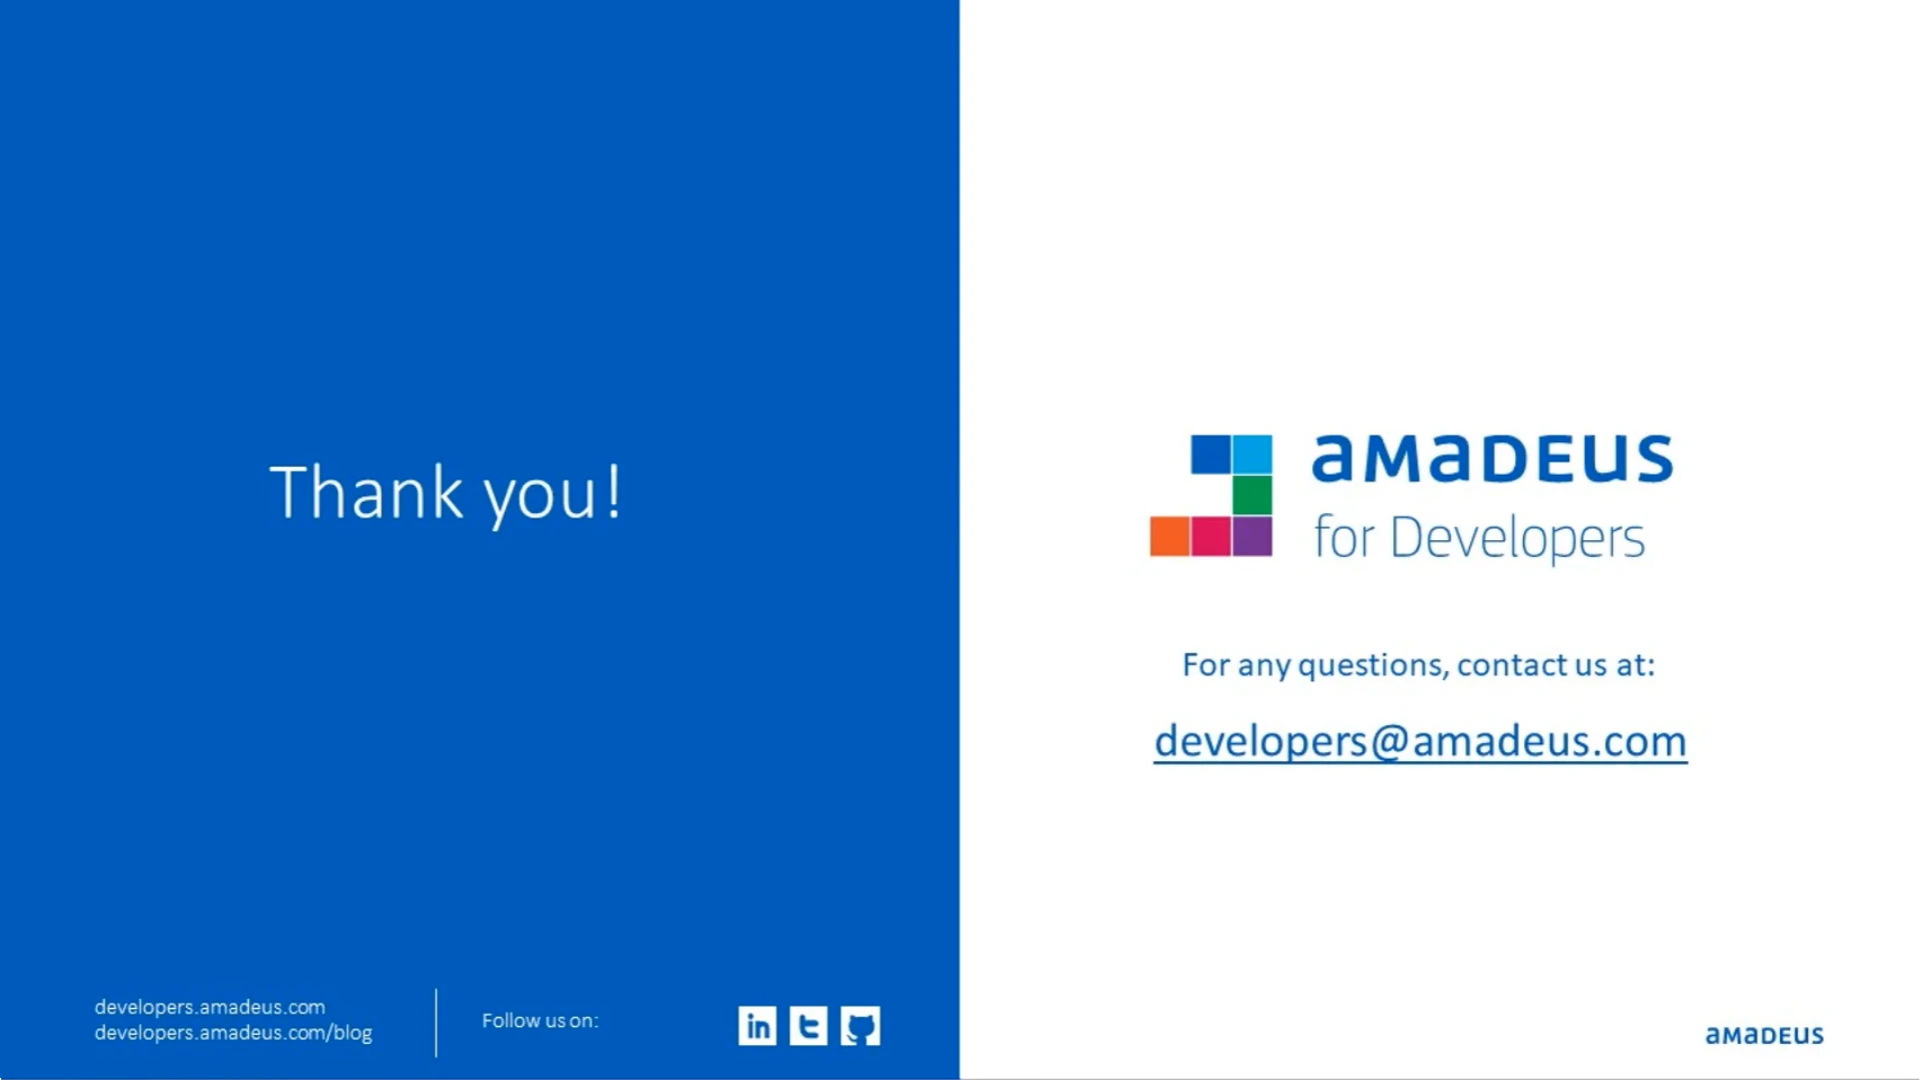 Thank you!
developers.amadeus.com
developers.amadeus.com/blog
Follow us on:
in t
aMaDEUS
for Developers
For any questions, contact us at:
developers@amadeus.com
aMaDEUS